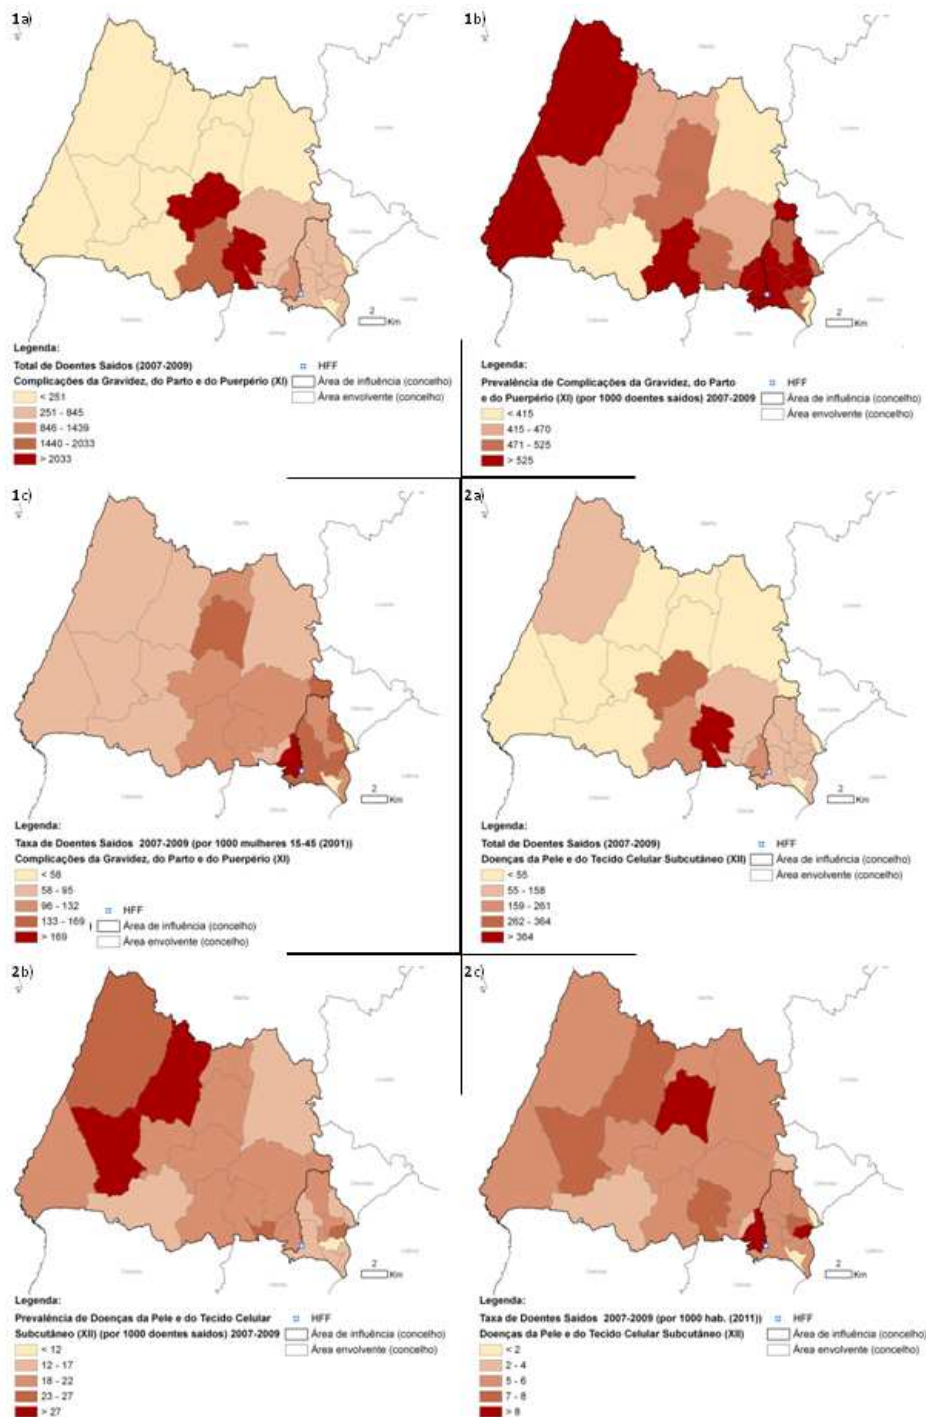 1a)
2
Km
Legenda:
Total de Doentes Saídos (2007-2009)
Complicações da Gravidez, do Parto e do Puerpério (XI)
< 251
251 - 845
846 - 1439
1440 - 2033
> 2033
HFF
Área de influência (concelho)
Área envolvente (concelho)
1b)
2
Km
Legenda:
Prevalência de Complicações da Gravidez, do Parto
e do Puerpério (XI) (por 1000 doentes saídos) 2007-2009
< 415
415 - 470
471 - 525
> 525
HFF
Área de influência (concelho)
Área envolvente (concelho)
1c)
2
Km
Legenda:
Taxa de Doentes Saídos 2007-2009 (por 1000 mulheres 15-45 (2001))
Complicações da Gravidez, do Parto e do Puerpério (XI)
< 58
58 - 95
96 - 132
133 - 169
> 169
HFF
Área de influência (concelho)
Área envolvente (concelho)
2a)
2
Km
Legenda:
Total de Doentes Saídos (2007-2009)
Doenças da Pele e do Tecido Celular Subcutâneo (XII)
< 55
55 - 158
159 - 261
262 - 364
> 364
HFF
Área de influência (concelho)
Área envolvente (concelho)
2b)
2
Km
Legenda:
Prevalência de Doenças da Pele e do Tecido Celular
Subcutâneo (XII) (por 1000 doentes saídos) 2007-2009
< 12
12 - 17
18 - 22
23 - 27
> 27
HFF
Área de influência (concelho)
Área envolvente (concelho)
2c)
2
Km
Legenda:
Taxa de Doentes Saídos 2007-2009 (por 1000 hab. (2011))
Doenças da Pele e do Tecido Celular Subcutâneo (XII)
< 2
2 - 4
5 - 6
7 - 8
> 8
HFF
Área de influência (concelho)
Área envolvente (concelho)